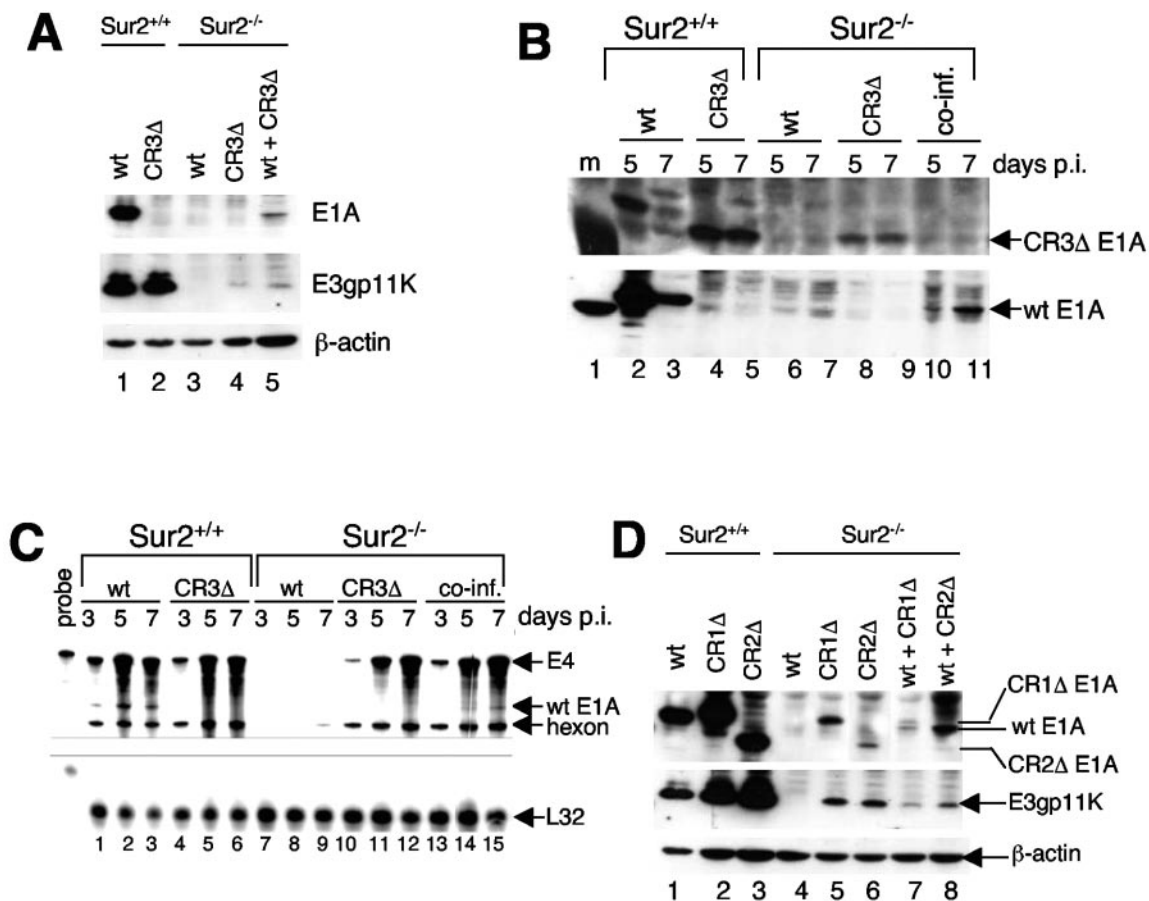 A
Sur2+/+ Sur2-/-
wt CR3Δ wt CR3Δ wt + CR3Δ
E1A
E3gp11K
β-actin
1 2 3 4 5
B
Sur2+/+ Sur2-/-
wt CR3Δ wt CR3Δ co-inf.
m 5 7 5 7 5 7 5 7 5 7 days p.i.
CR3Δ E1A
wt E1A
1 2 3 4 5 6 7 8 9 10 11
C
Sur2+/+ Sur2-/-
wt CR3Δ wt CR3Δ co-inf.
probe 3 5 7 3 5 7 3 5 7 3 5 7 3 5 7 days p.i.
E4
wt E1A
hexon
L32
1 2 3 4 5 6 7 8 9 10 11 12 13 14 15
D
Sur2+/+ Sur2-/-
wt CR1Δ CR2Δ wt CR1Δ CR2Δ wt + CR1Δ wt + CR2Δ
CR1Δ E1A
wt E1A
CR2Δ E1A
E3gp11K
β-actin
1 2 3 4 5 6 7 8